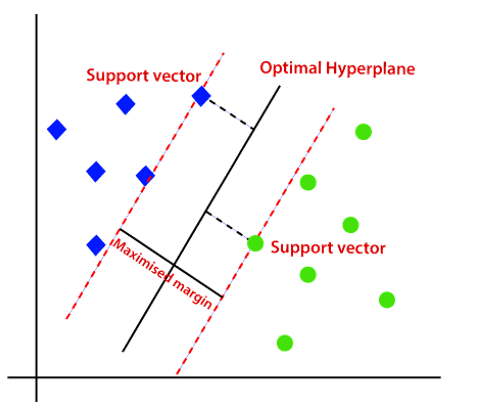 Optimal Hyperplane
Support vector
Support vector
Maximised margin